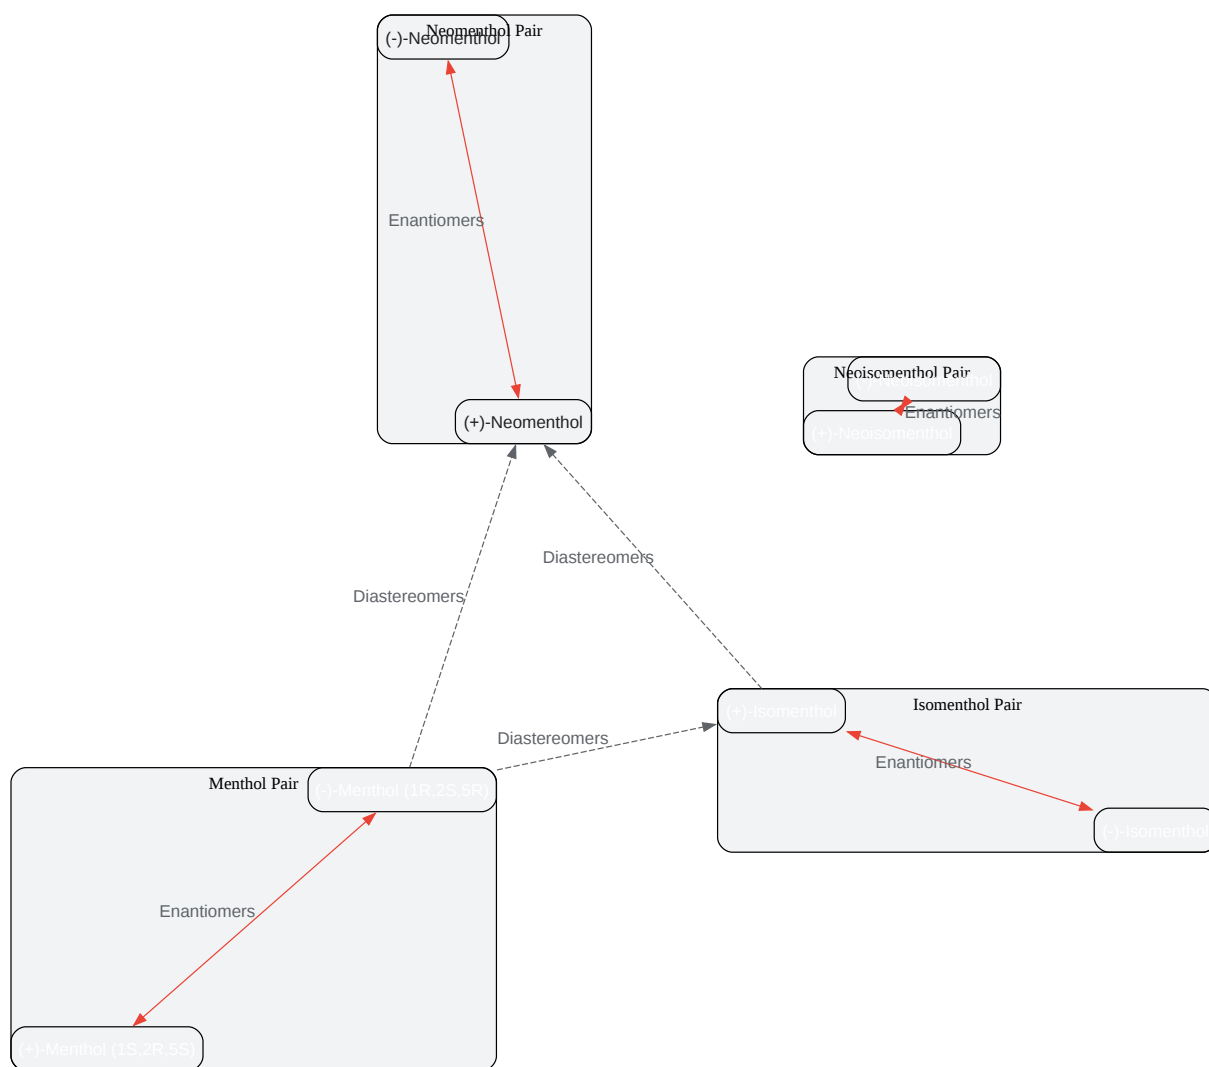 Neomenthol Pair
(-)-Neomenthol
Enantiomers
Neoisomenthol Pair
(-)-Neoisomenthol
Enantiomers
(+)-Neomenthol
(+)-Neoisomenthol
Diastereomers
Diastereomers
Isomenthol Pair
(+)-Isomenthol
Diastereomers
Enantiomers
Menthol Pair
(-)-Menthol (1R,2S,5R)
(-)-Isomenthol
Enantiomers
(+)-Menthol (1S,2R,5S)